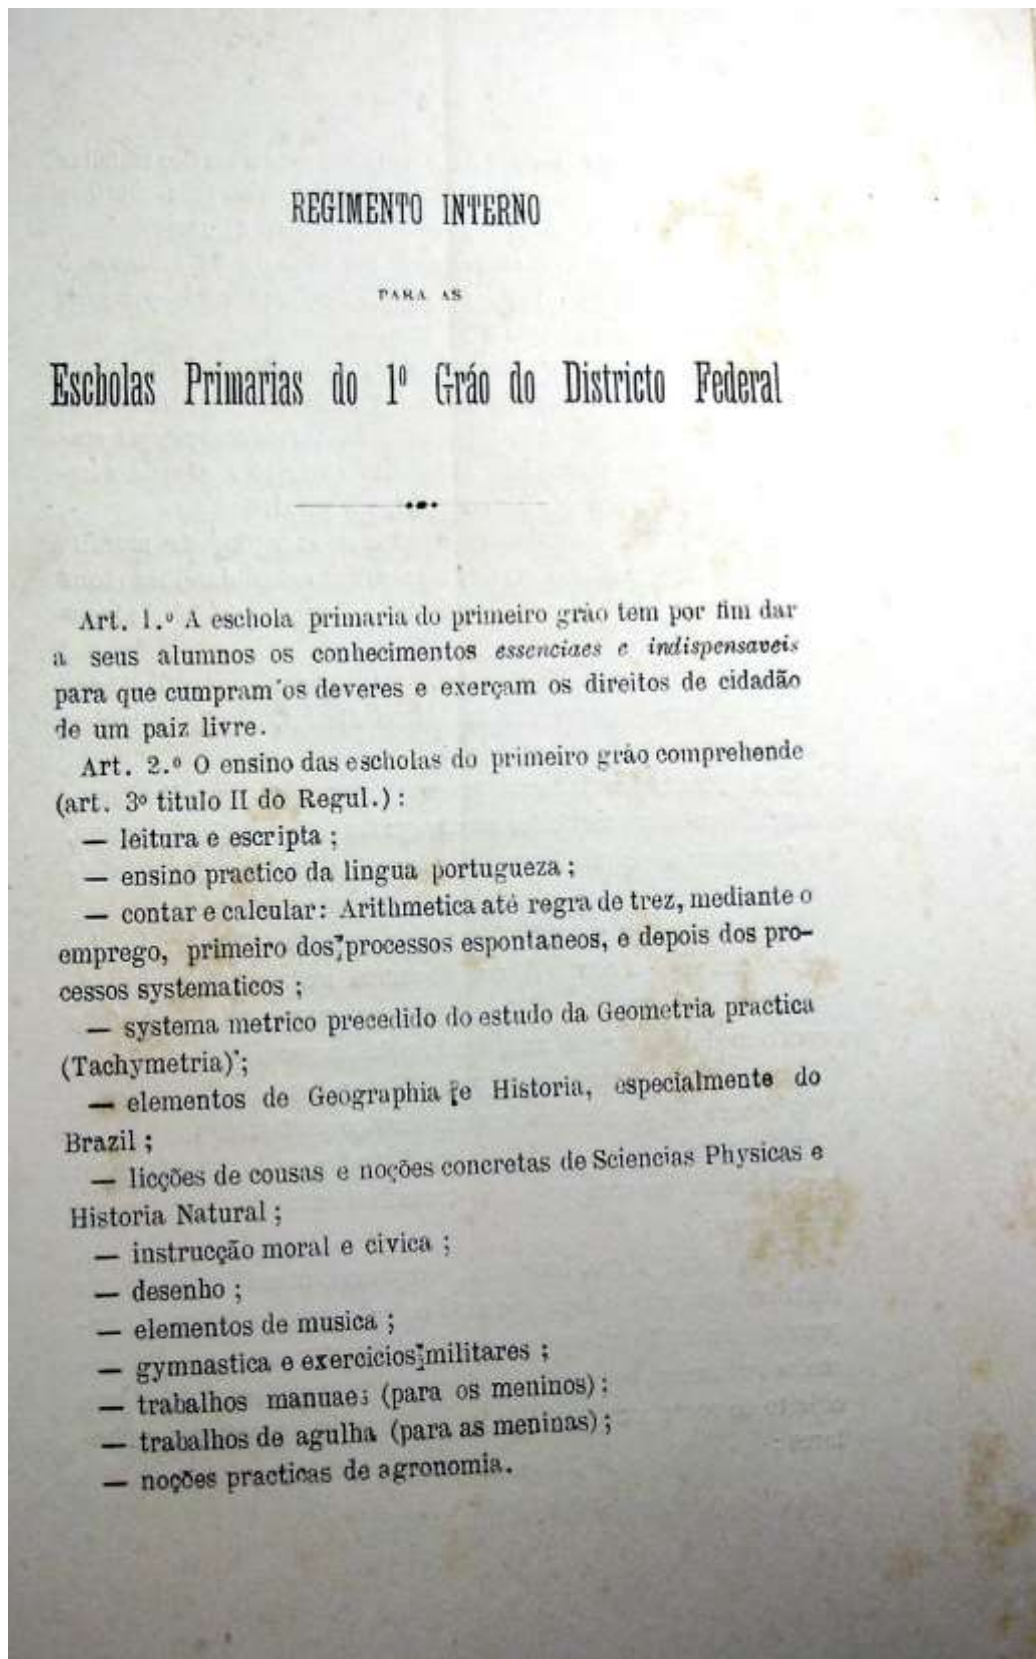 REGIMENTO INTERNO
PARA AS
Escholas Primarias do 1º Gráo do Districto Federal
Art. 1.º A eschola primaria do primeiro gráo tem por fim dar
a seus alumnos os conhecimentos essenciaes e indispensaveis
para que cumpram os deveres e exerçam os direitos de cidadão
de um paiz livre.
Art. 2.º O ensino das escholas do primeiro gráo comprehende
(art. 3º titulo II do Regul.) :
— leitura e escripta ;
— ensino practico da lingua portugueza ;
— contar e calcular: Arithmetica até regra de trez, mediante o
emprego, primeiro dos processos espontaneos, e depois dos pro-
cessos systematicos ;
— systema metrico precedido do estudo da Geometria practica
(Tachymetria) ;
— elementos de Geographia e Historia, especialmente do
Brazil ;
— licções de cousas e noções concretas de Sciencias Physicas e
Historia Natural ;
— instrucção moral e civica ;
— desenho ;
— elementos de musica ;
— gymnastica e exercicios militares ;
— trabalhos manuaes (para os meninos) ;
— trabalhos de agulha (para as meninas) ;
— noções practicas de agronomia.